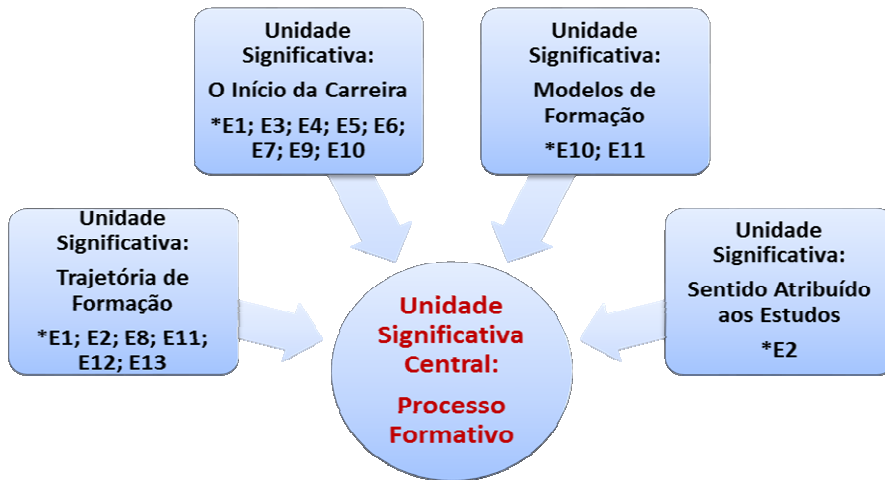 Unidade
Significativa:
O Início da Carreira
*E1; E3; E4; E5; E6;
E7; E9; E10
Unidade
Significativa:
Modelos de
Formação
*E10; E11
Unidade
Significativa:
Trajetória de
Formação
*E1; E2; E8; E11;
E12; E13
Unidade
Significativa:
Sentido Atribuído
aos Estudos
*E2
Unidade
Significativa
Central:
Processo
Formativo